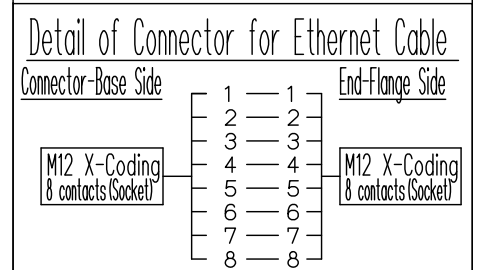 Detail of Connector for Ethernet Cable
Connector-Base Side End-Flange Side
1 1
2 2
3 3
M12 X-Coding 4 4 M12 X-Coding
8 contacts(Socket) 5 5 8 contacts(Socket)
6 6
7 7
8 8